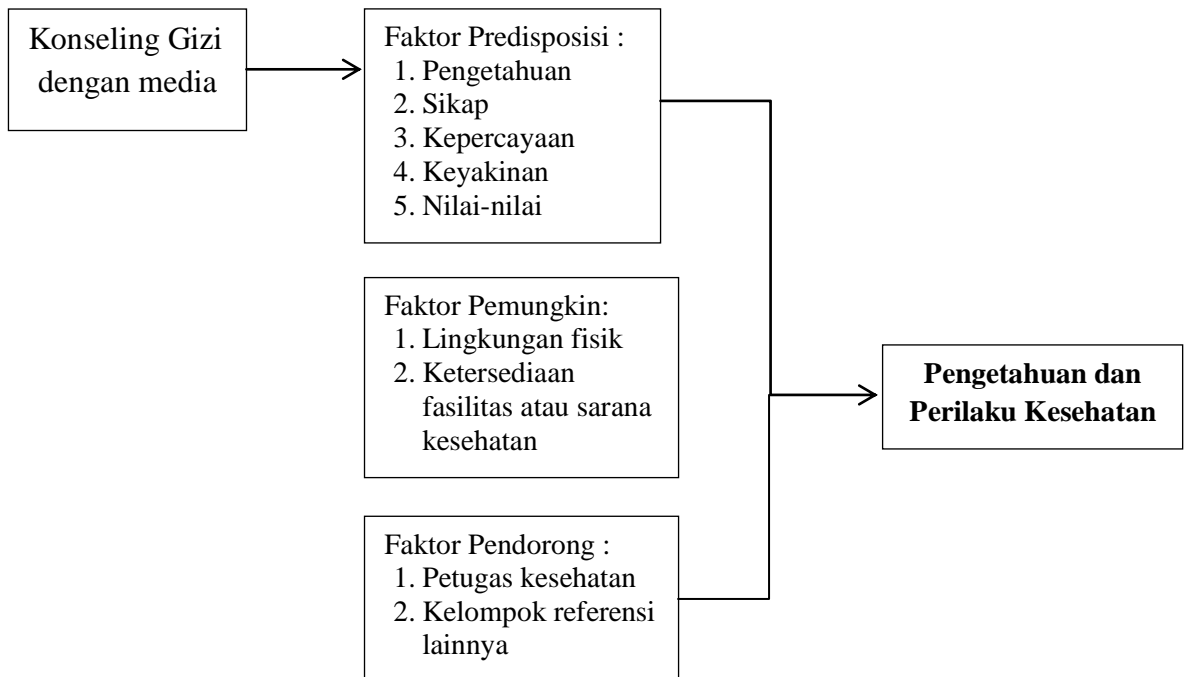 Konseling Gizi
dengan media
Faktor Predisposisi :
1. Pengetahuan
2. Sikap
3. Kepercayaan
4. Keyakinan
5. Nilai-nilai
Faktor Pemungkin:
1. Lingkungan fisik
2. Ketersediaan
fasilitas atau sarana
kesehatan
Faktor Pendorong :
1. Petugas kesehatan
2. Kelompok referensi
lainnya
Pengetahuan dan
Perilaku Kesehatan